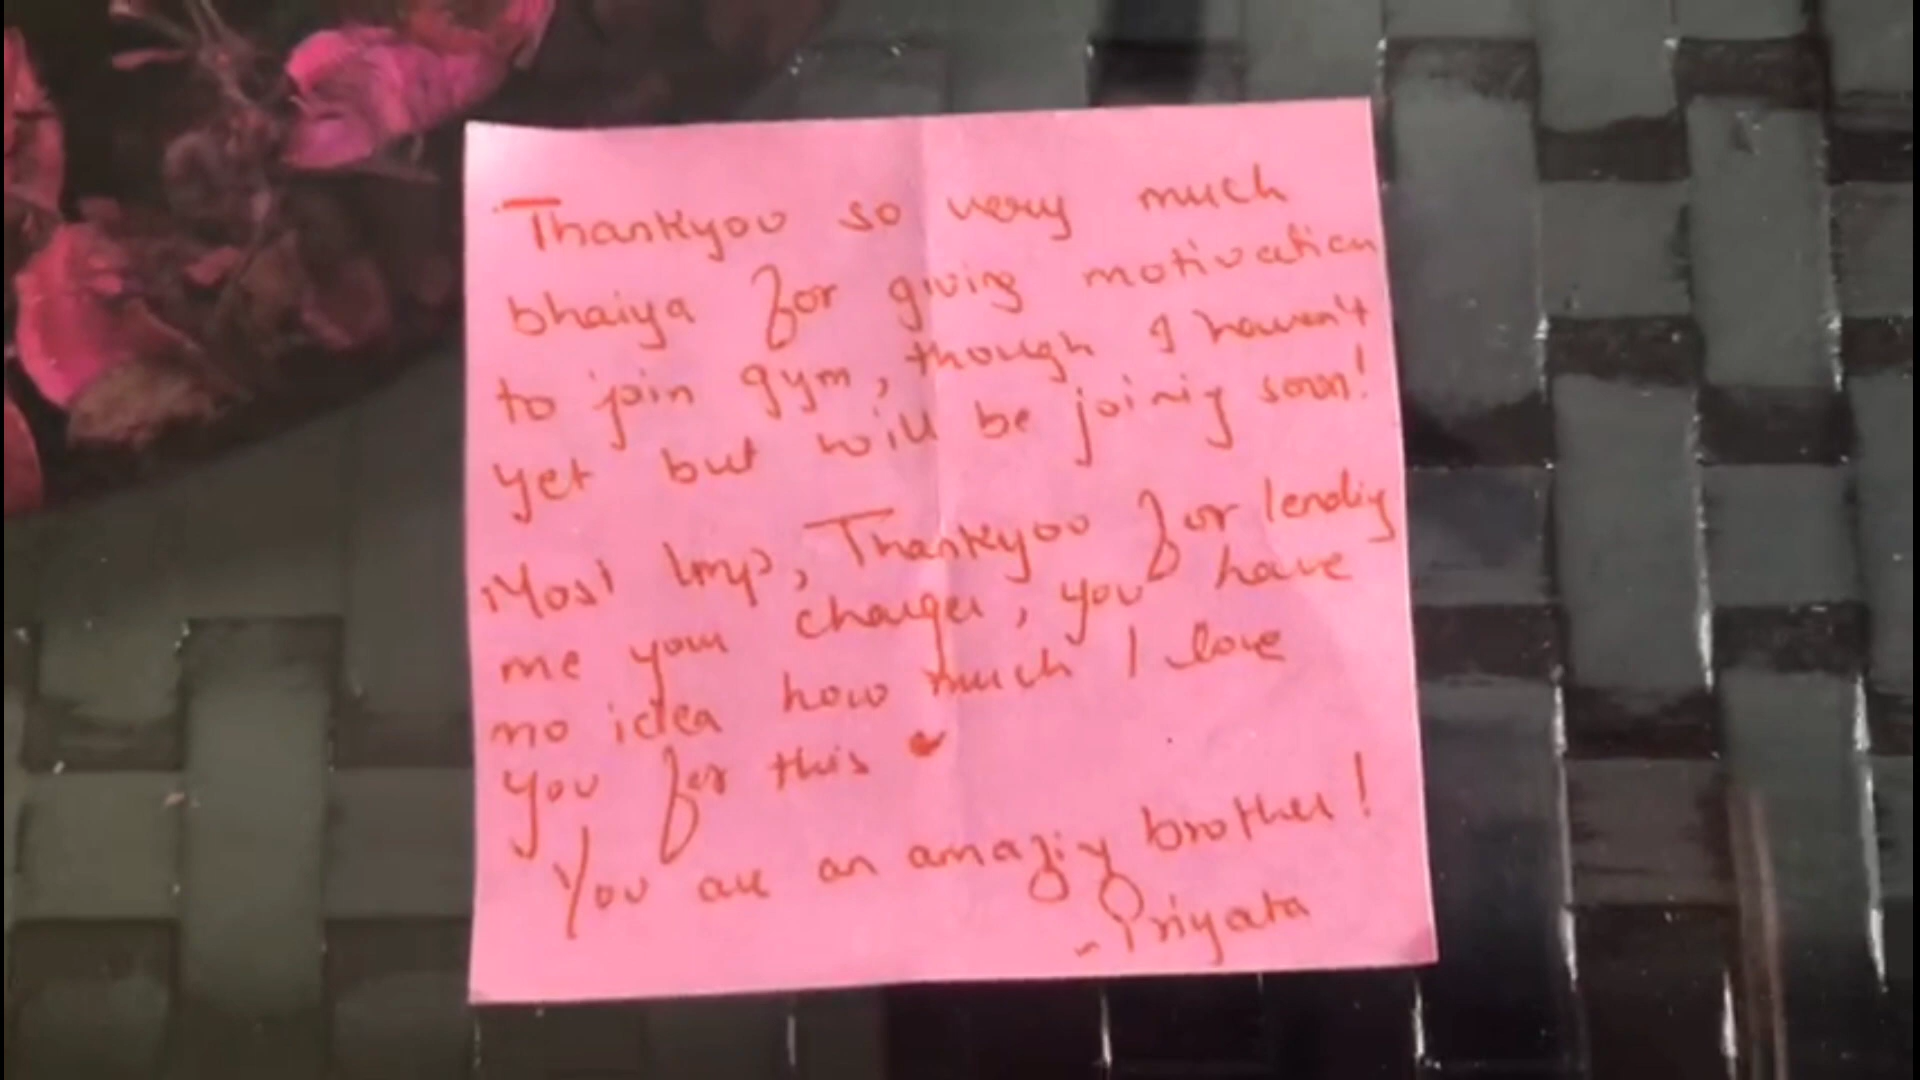 Thankyou so very much
bhaiya for giving motivation
to join gym, though I haven't
yet but will be joining soon!
Most Imp, Thankyou for lending
me your charger, you have
no idea how much I love
you for this
You are an amazing brother!
- Priyata